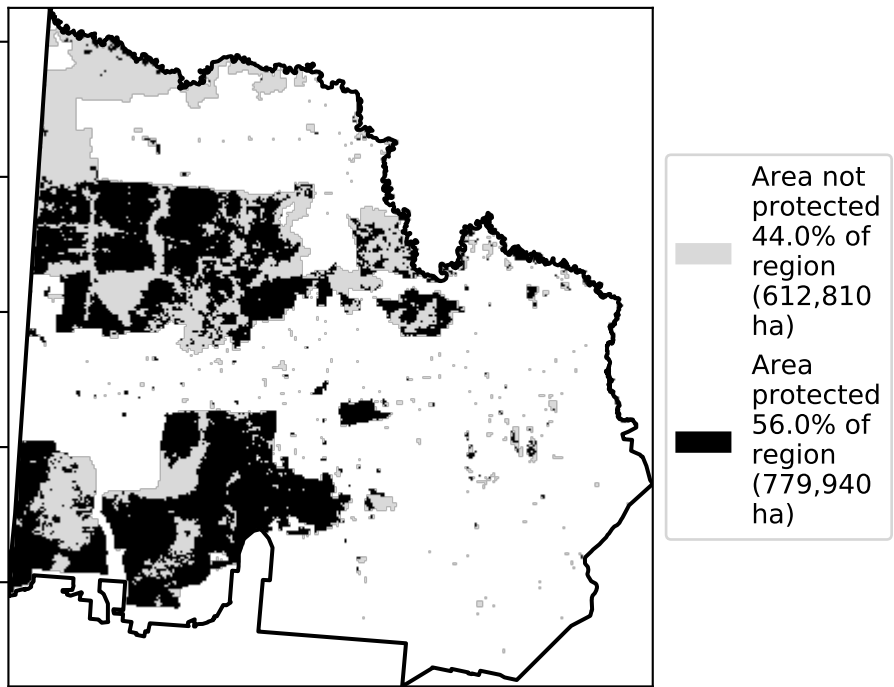 Area not
protected
44.0% of
region
(612,810
ha)
Area
protected
56.0% of
region
(779,940
ha)